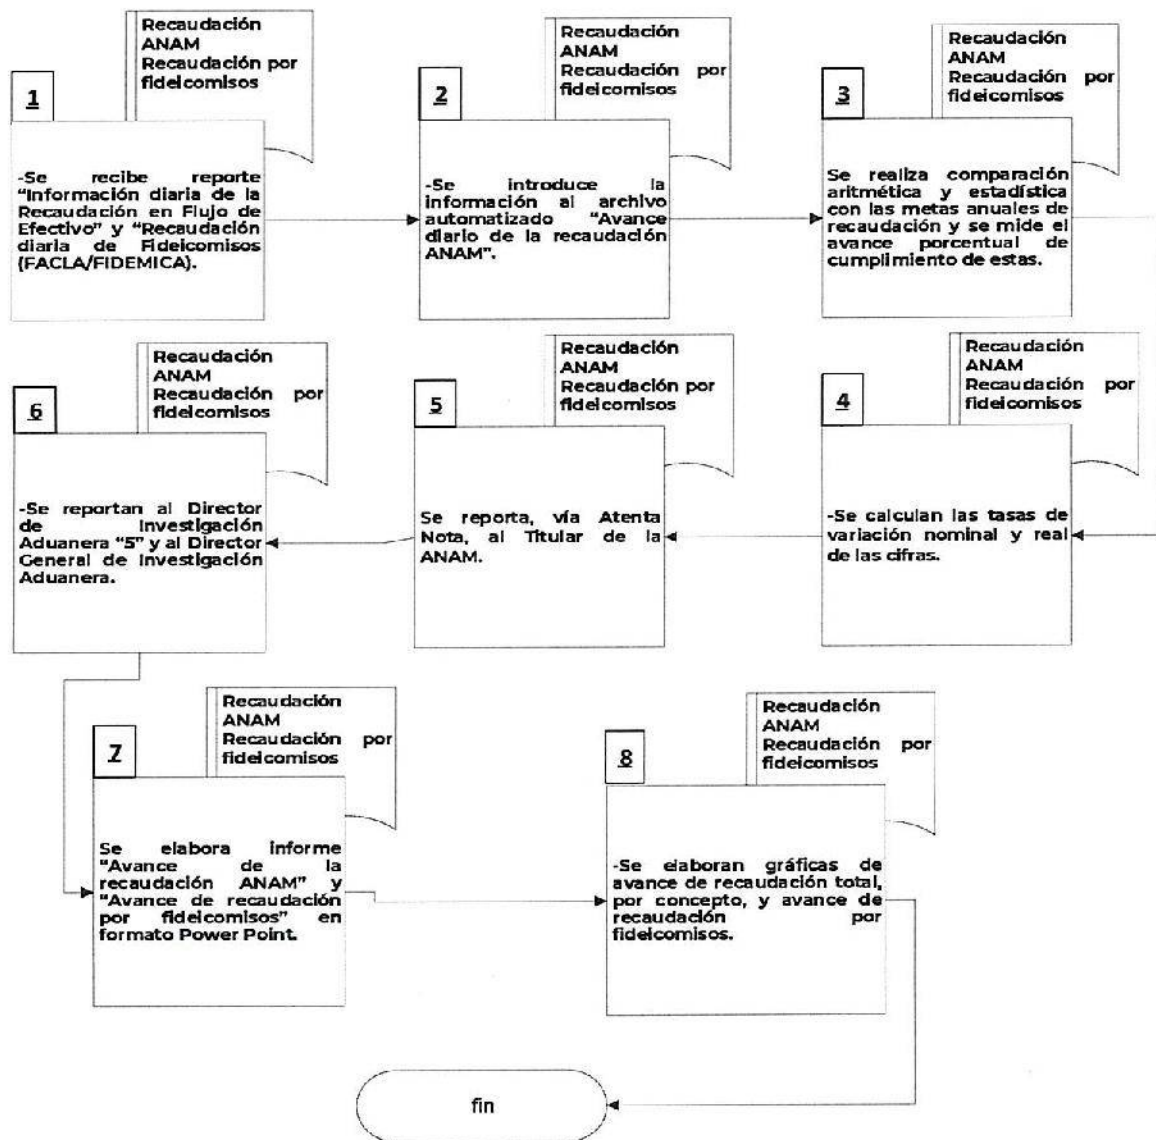 Recaudación
ANAM
Recaudación por
fideicomisos
1
-Se recibe reporte
"Información diaria de la
Recaudación en Flujo de
Efectivo" y "Recaudación
diaria de Fideicomisos
(FACLA/FIDEMICA).
Recaudación
ANAM
Recaudación por
fideicomisos
2
-Se introduce la
información al archivo
automatizado "Avance
diario de la recaudación
ANAM".
Recaudación
ANAM
Recaudación por
fideicomisos
3
Se realiza comparación
aritmética y estadística
con las metas anuales de
recaudación y se mide el
avance porcentual de
cumplimiento de estas.
Recaudación
ANAM
Recaudación por
fideicomisos
4
-Se calculan las tasas de
variación nominal y real
de las cifras.
Recaudación
ANAM
Recaudación por
fideicomisos
5
Se reporta, vía Atenta
Nota, al Titular de la
ANAM.
Recaudación
ANAM
Recaudación por
fideicomisos
6
-Se reportan al Director
de Investigación
Aduanera "5" y al Director
General de Investigación
Aduanera.
Recaudación
ANAM
Recaudación por
fideicomisos
7
Se elabora informe
"Avance de la
recaudación ANAM" y
"Avance de recaudación
por fideicomisos" en
formato Power Point.
Recaudación
ANAM
Recaudación por
fideicomisos
8
-Se elaboran gráficas de
avance de recaudación total,
por concepto, y avance de
recaudación por
fideicomisos.
fin